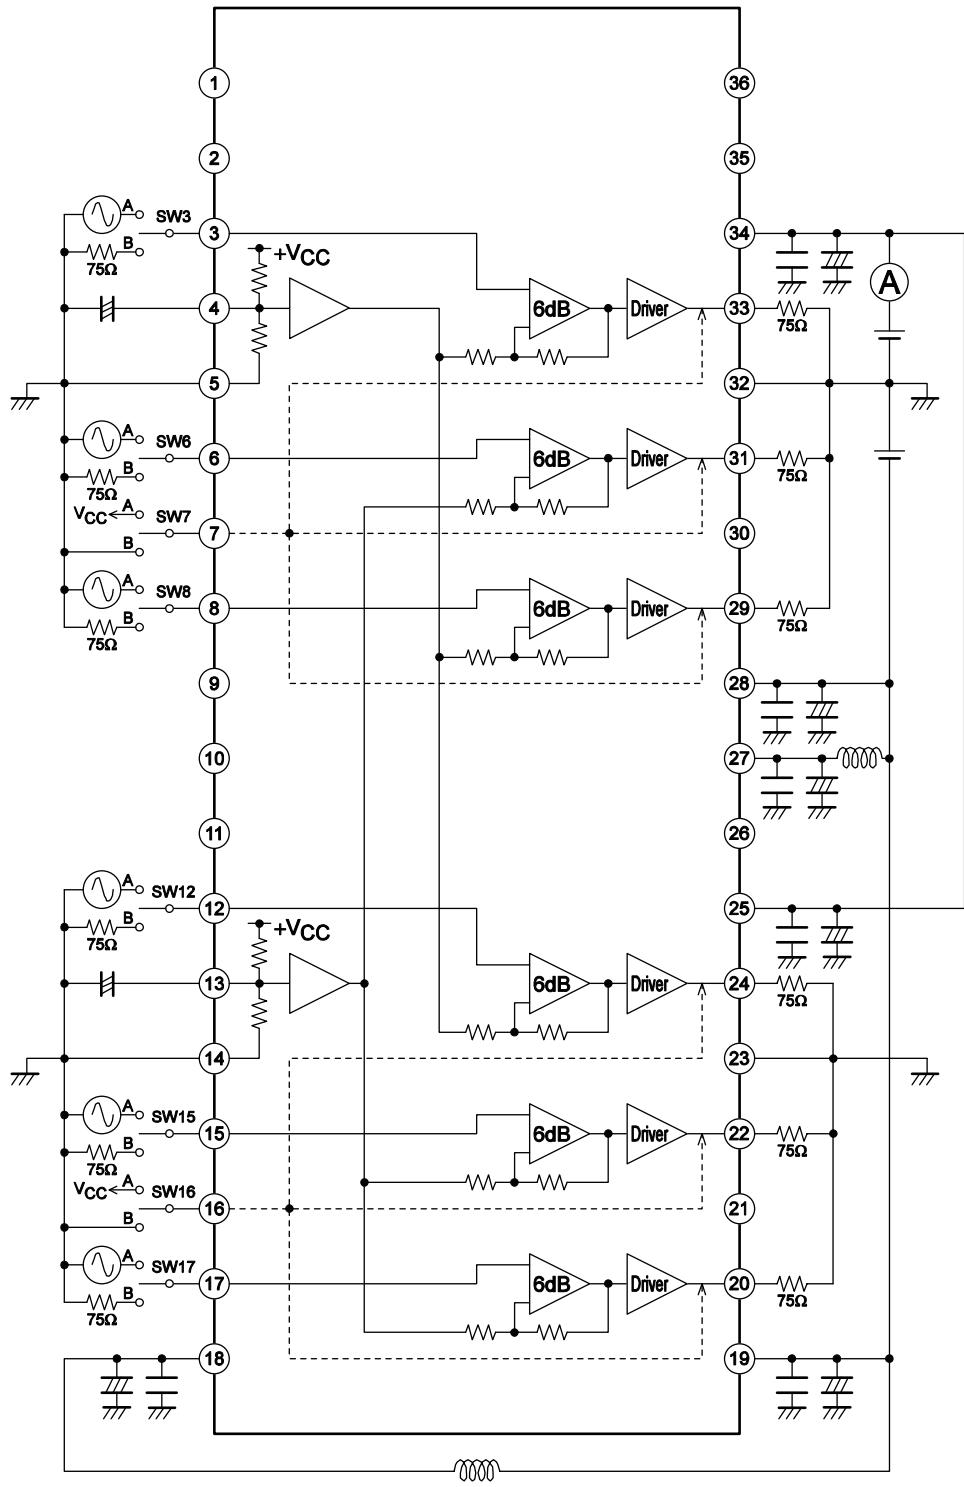 1 36
2 35
A SW3 3 34
B 75Ω +VCC
4 6dB Driver 33 75Ω A
5 32
A SW6 6 6dB Driver 31 75Ω
B 75Ω
VCC A SW7 7 30
B
A SW8 8 6dB Driver 29 75Ω
B 75Ω
9 28
10 27
11 26
A SW12 12 25
B 75Ω +VCC
13 6dB Driver 24 75Ω
14 23
A SW15 15 6dB Driver 22 75Ω
B 75Ω
VCC A SW16 16 21
B
A SW17 17 6dB Driver 20 75Ω
B 75Ω
18 19